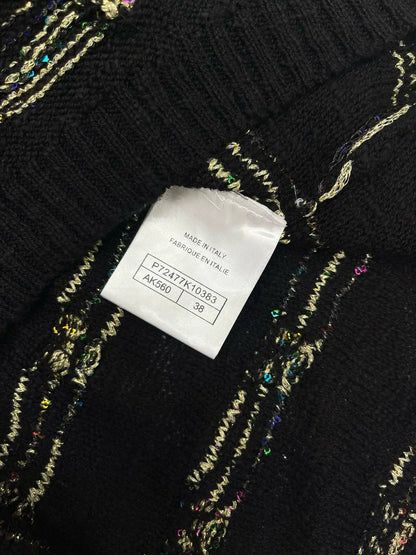 MADE IN ITALY
FABRIQUE EN ITALIE
P72477K10383
AK560 38